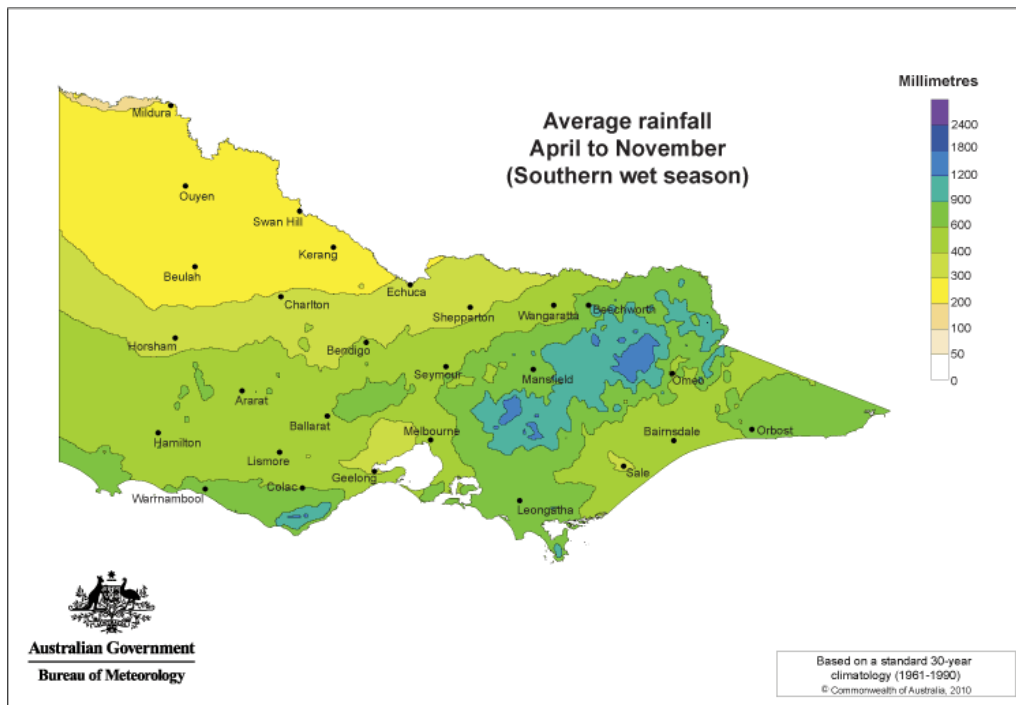 Average rainfall
April to November
(Southern wet season)
Millimetres
2400
1800
1200
900
600
400
300
200
100
50
0
Mildura
Ouyen
Swan Hill
Kerang
Beulah
Echuca
Charlton
Shepparton
Wangaratta
Beechworth
Horsham
Bendigo
Seymour
Mansfield
Omeo
Ararat
Ballarat
Melbourne
Hamilton
Bairnsdale
Orbost
Lismore
Geelong
Sale
Warrnambool
Colac
Leongatha
Australian Government
Bureau of Meteorology
Based on a standard 30-year
climatology (1961-1990)
© Commonwealth of Australia, 2010